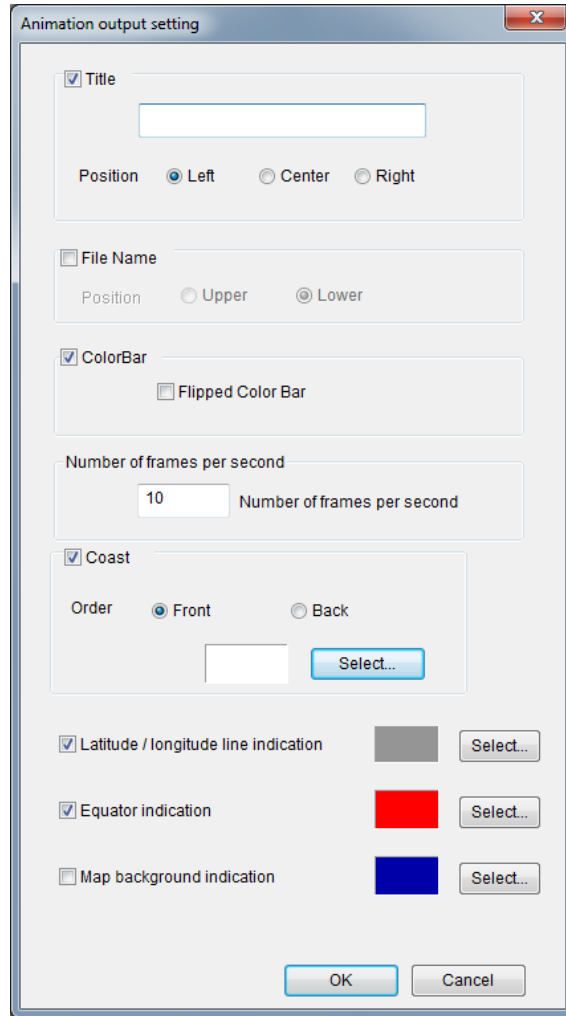 Animation output setting
Title
Position Left Center Right
File Name
Position Upper Lower
ColorBar
Flipped Color Bar
Number of frames per second
10 Number of frames per second
Coast
Order Front Back
Select...
Latitude / longitude line indication Select...
Equator indication Select...
Map background indication Select...
OK Cancel